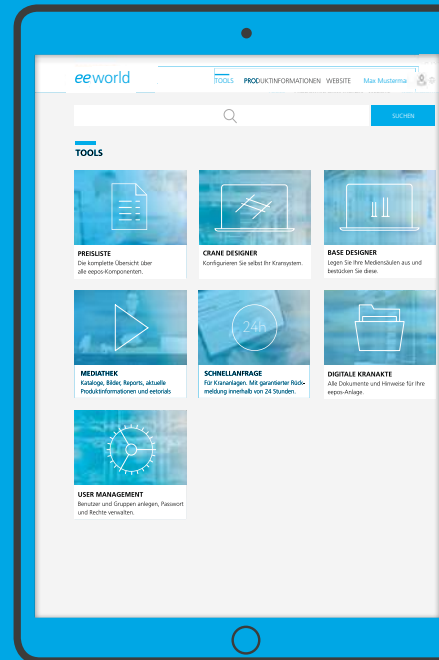 eeworld
TOOLS PRODUKTINFORMATIONEN WEBSITE Max Musterma
SUCHEN
TOOLS
PREISLISTE
Die komplette Übersicht über
alle eepos-Komponenten.
CRANE DESIGNER
Konfigurieren Sie selbst Ihr Kransystem.
BASE DESIGNER
Legen Sie Ihre Mediensäulen aus und
bestücken Sie diese.
MEDIATHEK
Kataloge, Bilder, Reports, aktuelle
Produktinformationen und eetorials
24h
SCHNELLANFRAGE
Für Krananlagen. Mit garantierter Rück-
meldung innerhalb von 24 Stunden.
DIGITALE KRANAKTE
Alle Dokumente und Hinweise für Ihre
eepos-Anlage.
USER MANAGEMENT
Benutzer und Gruppen anlegen, Passwort
und Rechte verwalten.